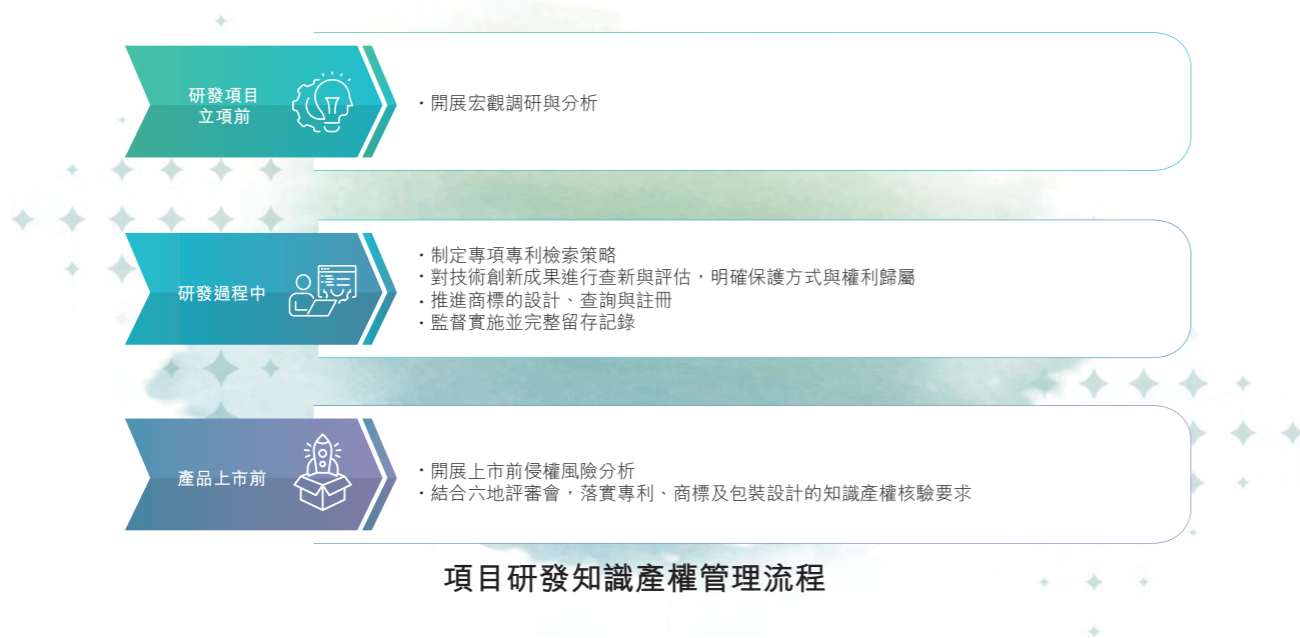 研發項目
立項前
・開展宏觀調研與分析
研發過程中
・制定專項專利檢索策略
・對技術創新成果進行查新與評估，明確保護方式與權利歸屬
・推進商標的設計、查詢與註冊
・監督實施並完整留存記錄
產品上市前
・開展上市前侵權風險分析
・結合六地評審會，落實專利、商標及包裝設計的知識產權核驗要求
項目研發知識產權管理流程